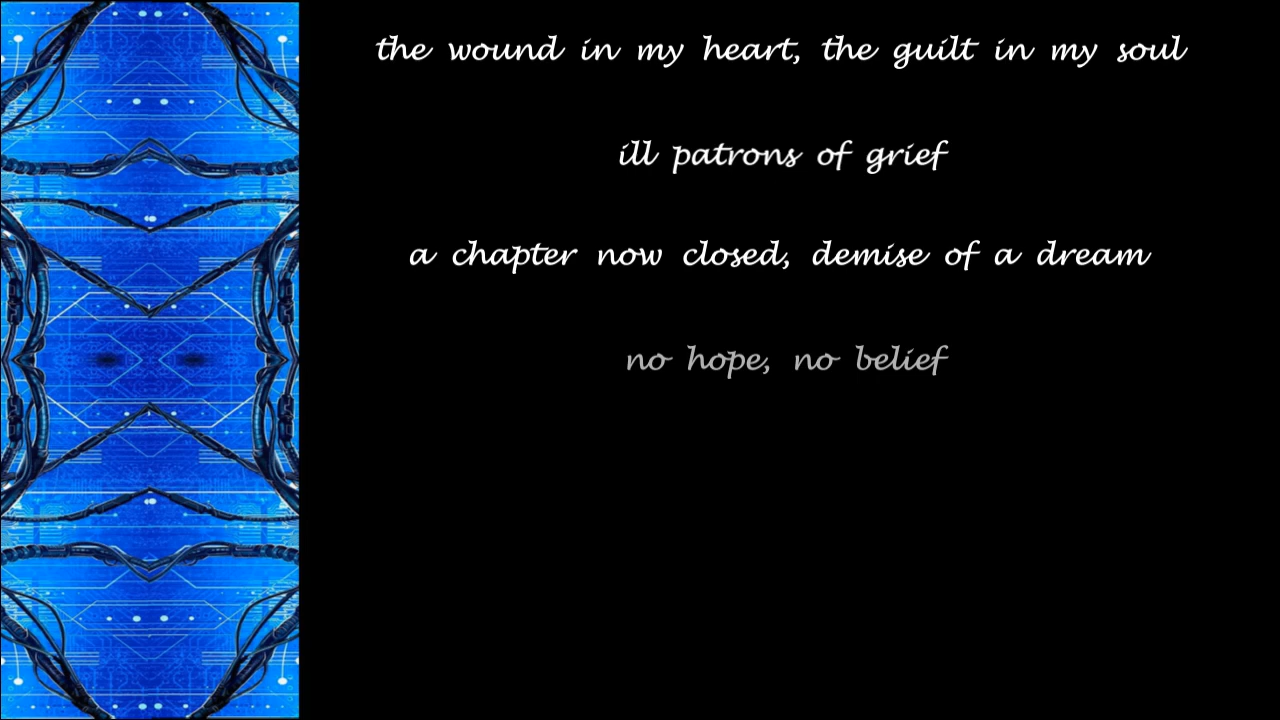 the wound in my heart, the guilt in my soul
ill patrons of grief
a chapter now closed, demise of a dream
no hope, no belief